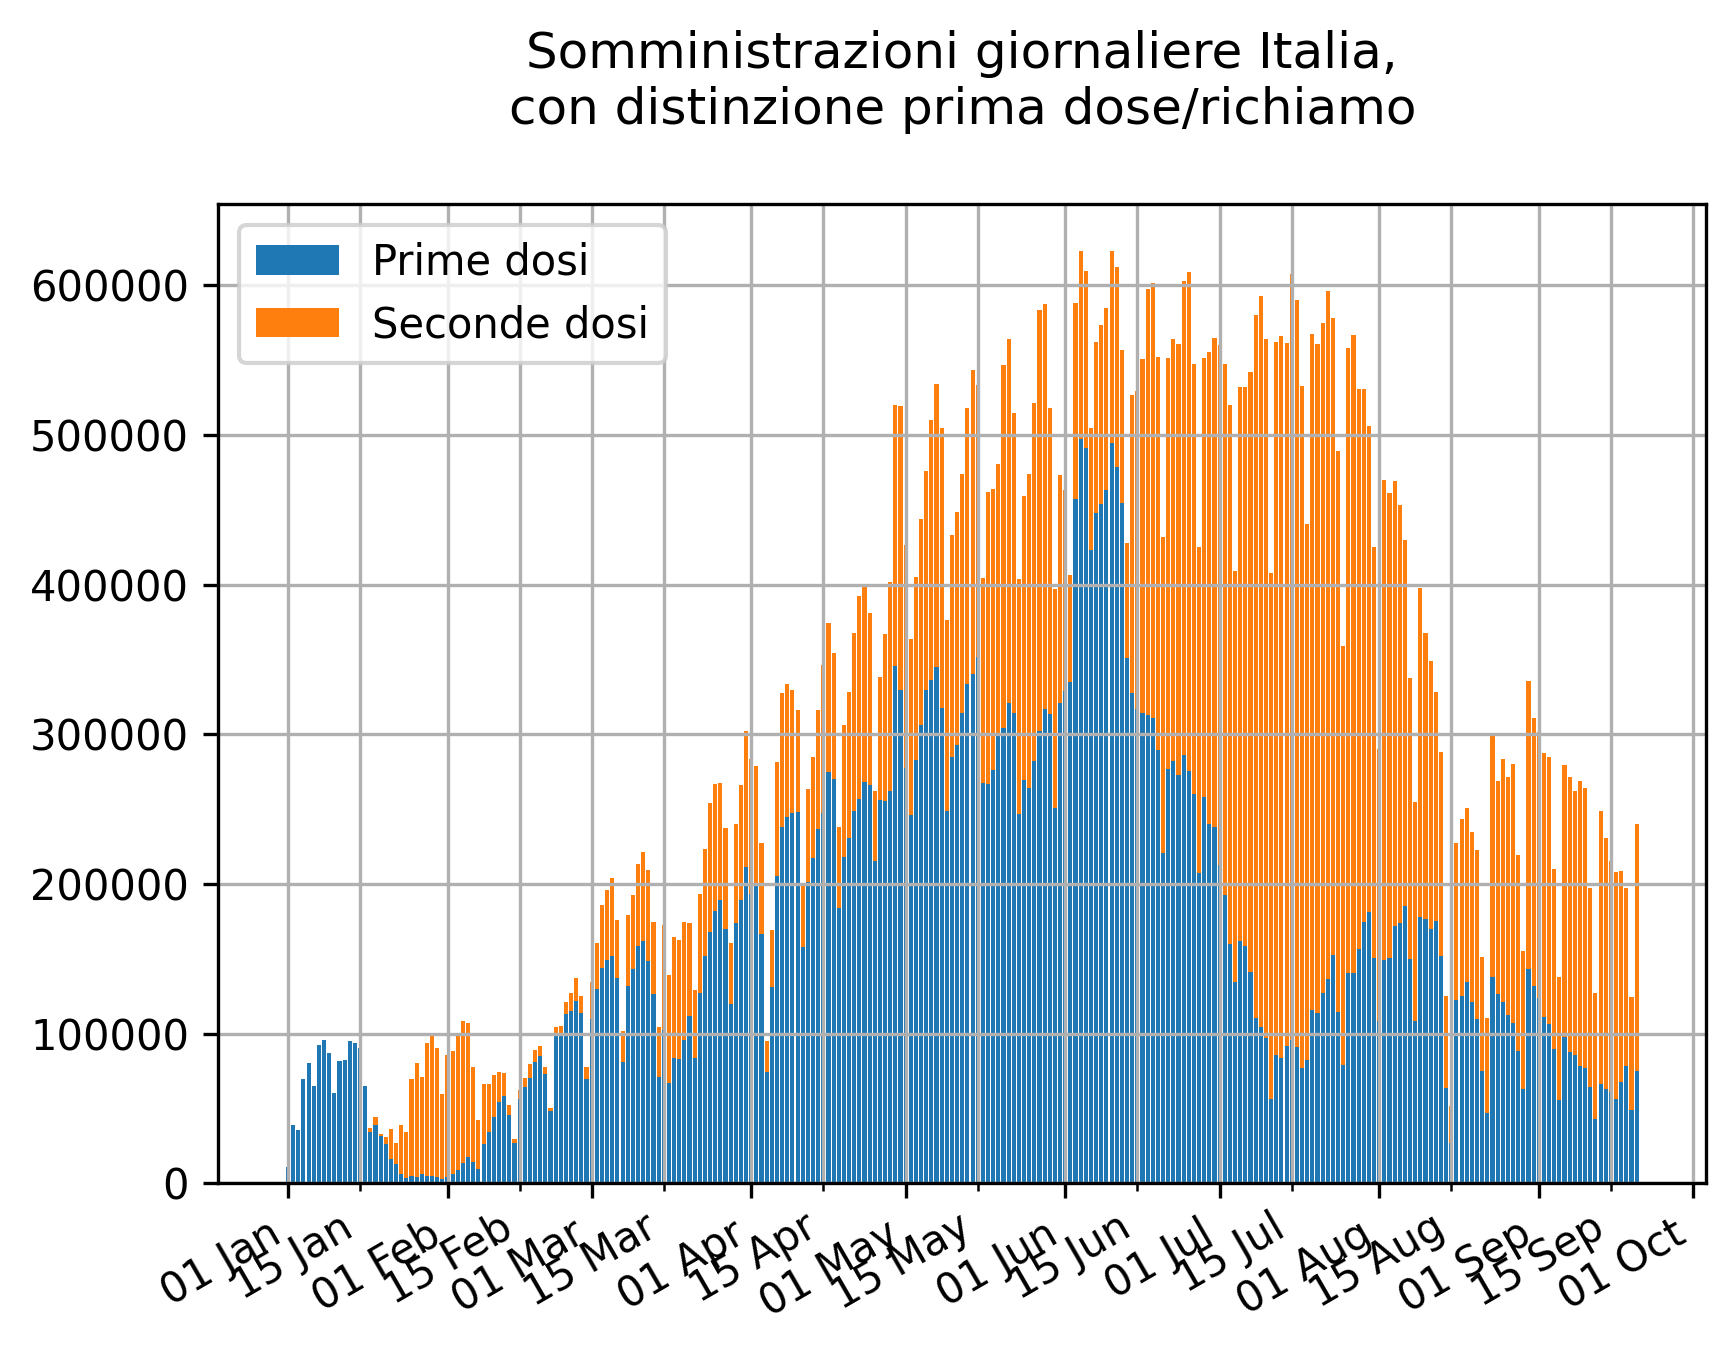 Somministrazioni giornaliere Italia,
con distinzione prima dose/richiamo
Prime dosi
Seconde dosi
600000
500000
400000
300000
200000
100000
0
01 Jan
15 Jan
01 Feb
15 Feb
01 Mar
15 Mar
01 Apr
15 Apr
01 May
15 May
01 Jun
15 Jun
01 Jul
15 Jul
01 Aug
15 Aug
01 Sep
15 Sep
01 Oct